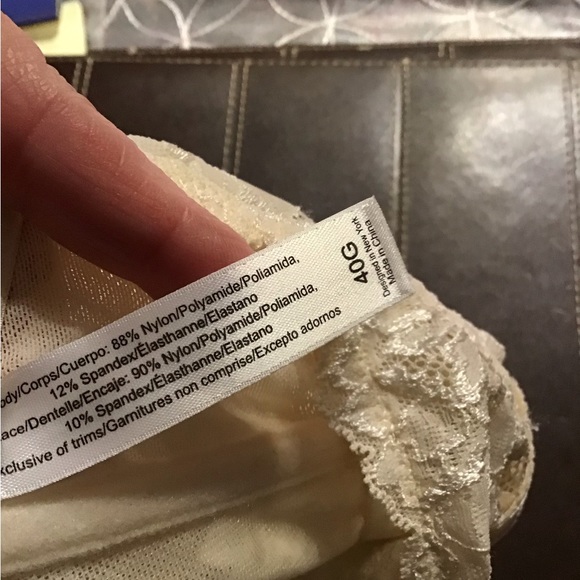 40G
Designed in New York
Made in China
ody/Corps/Cuerpo: 88% Nylon/Polyamide/Poliamida,
12% Spandex/Élasthanne/Elastano
ace/Dentelle/Encaje: 90% Nylon/Polyamide/Poliamida,
10% Spandex/Élasthanne/Elastano
xclusive of trims/Garnitures non comprise/Excepto adornos